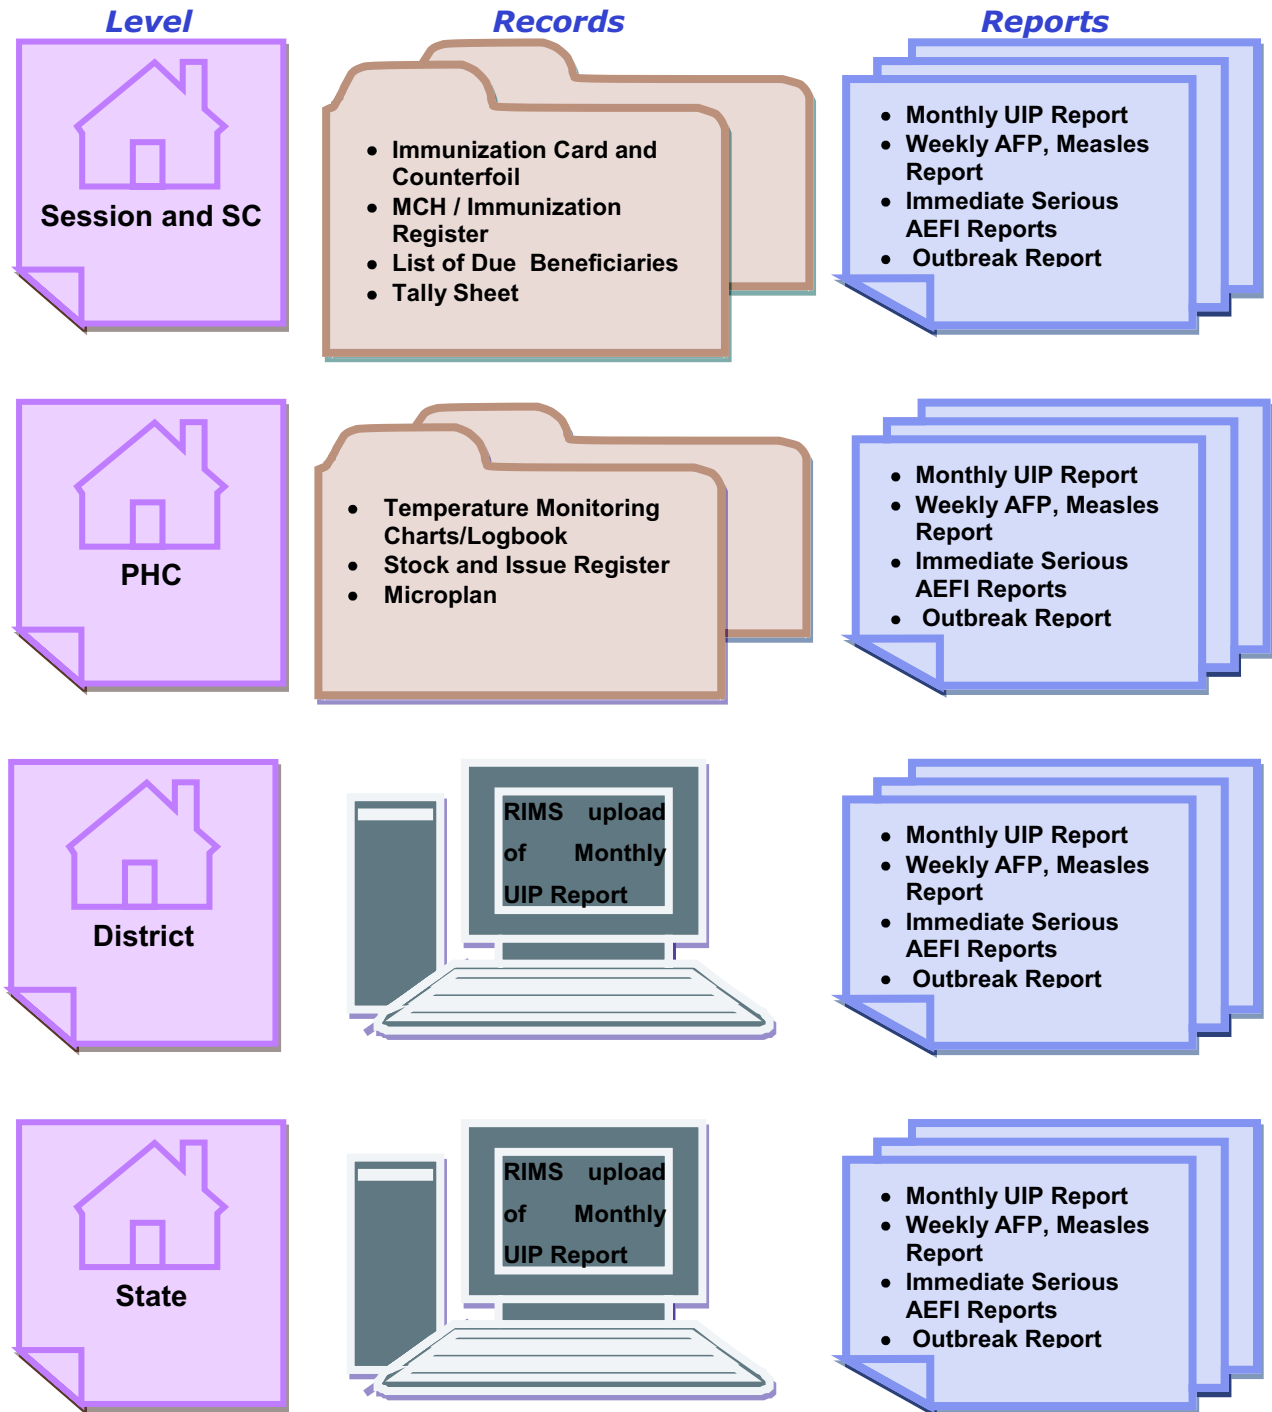 Level Records Reports
Session and SC
• Immunization Card and
Counterfoil
• MCH / Immunization
Register
• List of Due Beneficiaries
• Tally Sheet
• Monthly UIP Report
• Weekly AFP, Measles
Report
• Immediate Serious
AEFI Reports
• Outbreak Report
PHC
• Temperature Monitoring
Charts/Logbook
• Stock and Issue Register
• Microplan
• Monthly UIP Report
• Weekly AFP, Measles
Report
• Immediate Serious
AEFI Reports
• Outbreak Report
District
RIMS upload
of Monthly
UIP Report
• Monthly UIP Report
• Weekly AFP, Measles
Report
• Immediate Serious
AEFI Reports
• Outbreak Report
State
RIMS upload
of Monthly
UIP Report
• Monthly UIP Report
• Weekly AFP, Measles
Report
• Immediate Serious
AEFI Reports
• Outbreak Report